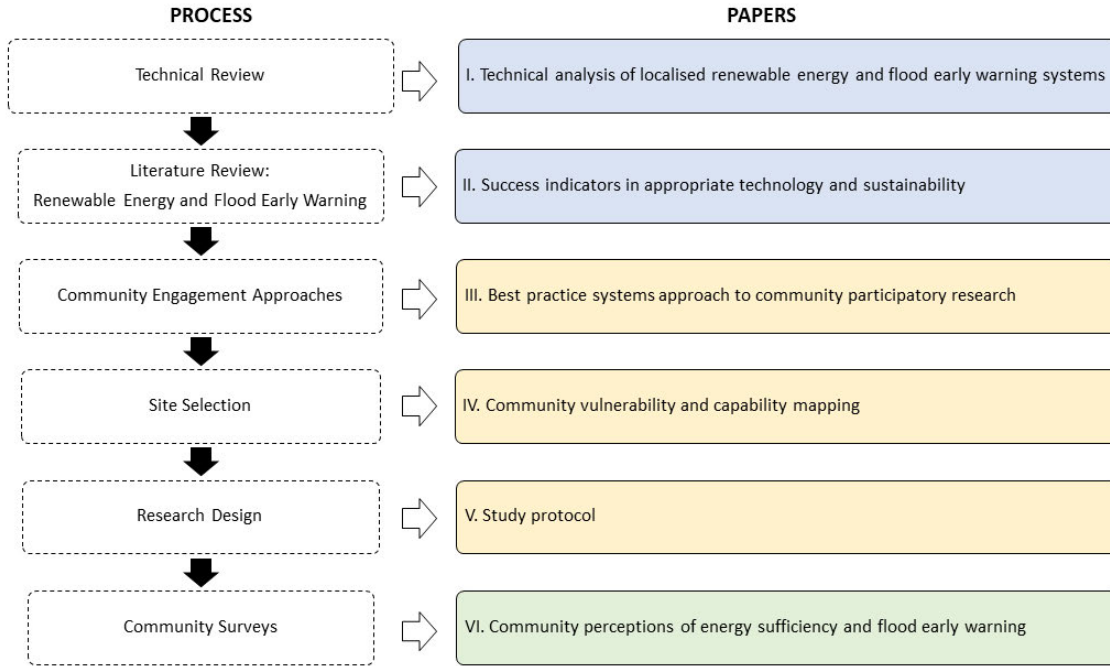 PROCESS
PAPERS
Technical Review
I. Technical analysis of localised renewable energy and flood early warning systems
Literature Review:
Renewable Energy and Flood Early Warning
II. Success indicators in appropriate technology and sustainability
Community Engagement Approaches
III. Best practice systems approach to community participatory research
Site Selection
IV. Community vulnerability and capability mapping
Research Design
V. Study protocol
Community Surveys
VI. Community perceptions of energy sufficiency and flood early warning